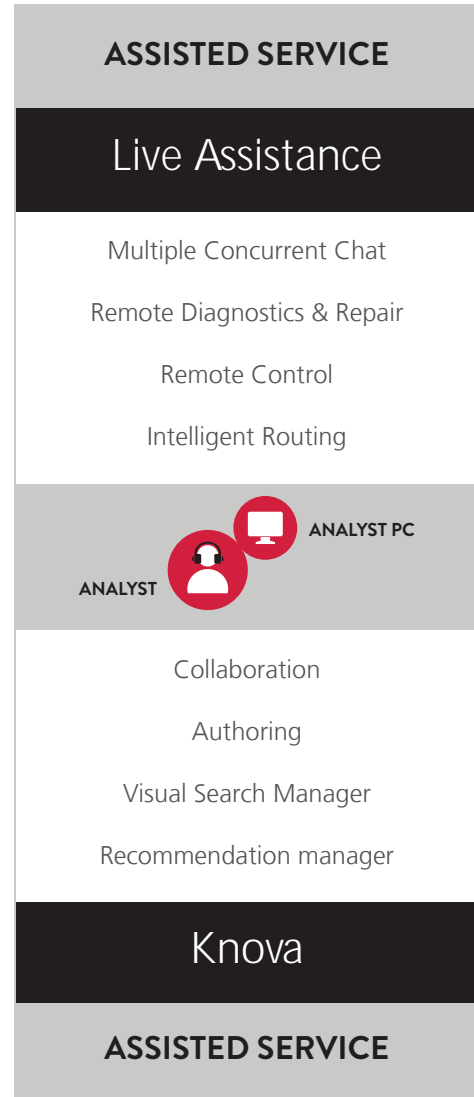 ASSISTED SERVICE
Live Assistance
Multiple Concurrent Chat
Remote Diagnostics & Repair
Remote Control
Intelligent Routing
ANALYST PC
ANALYST
Collaboration
Authoring
Visual Search Manager
Recommendation manager
Knova
ASSISTED SERVICE